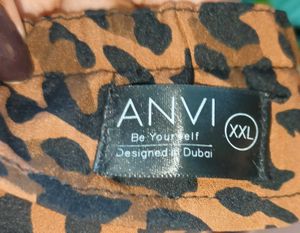 ANVI
XXL
Be Yourself
Designed in Dubai